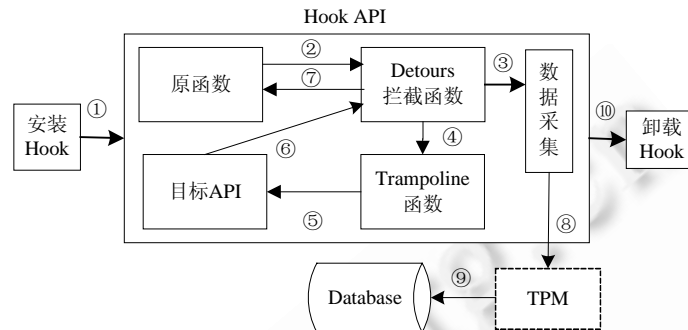 Hook API
原函数
②
⑦
Detours
拦截函数
③
数
据
采
集
安装
Hook
①
⑩
卸载
Hook
⑥
④
目标API
⑤
Trampoline
函数
⑧
Database
⑨
TPM